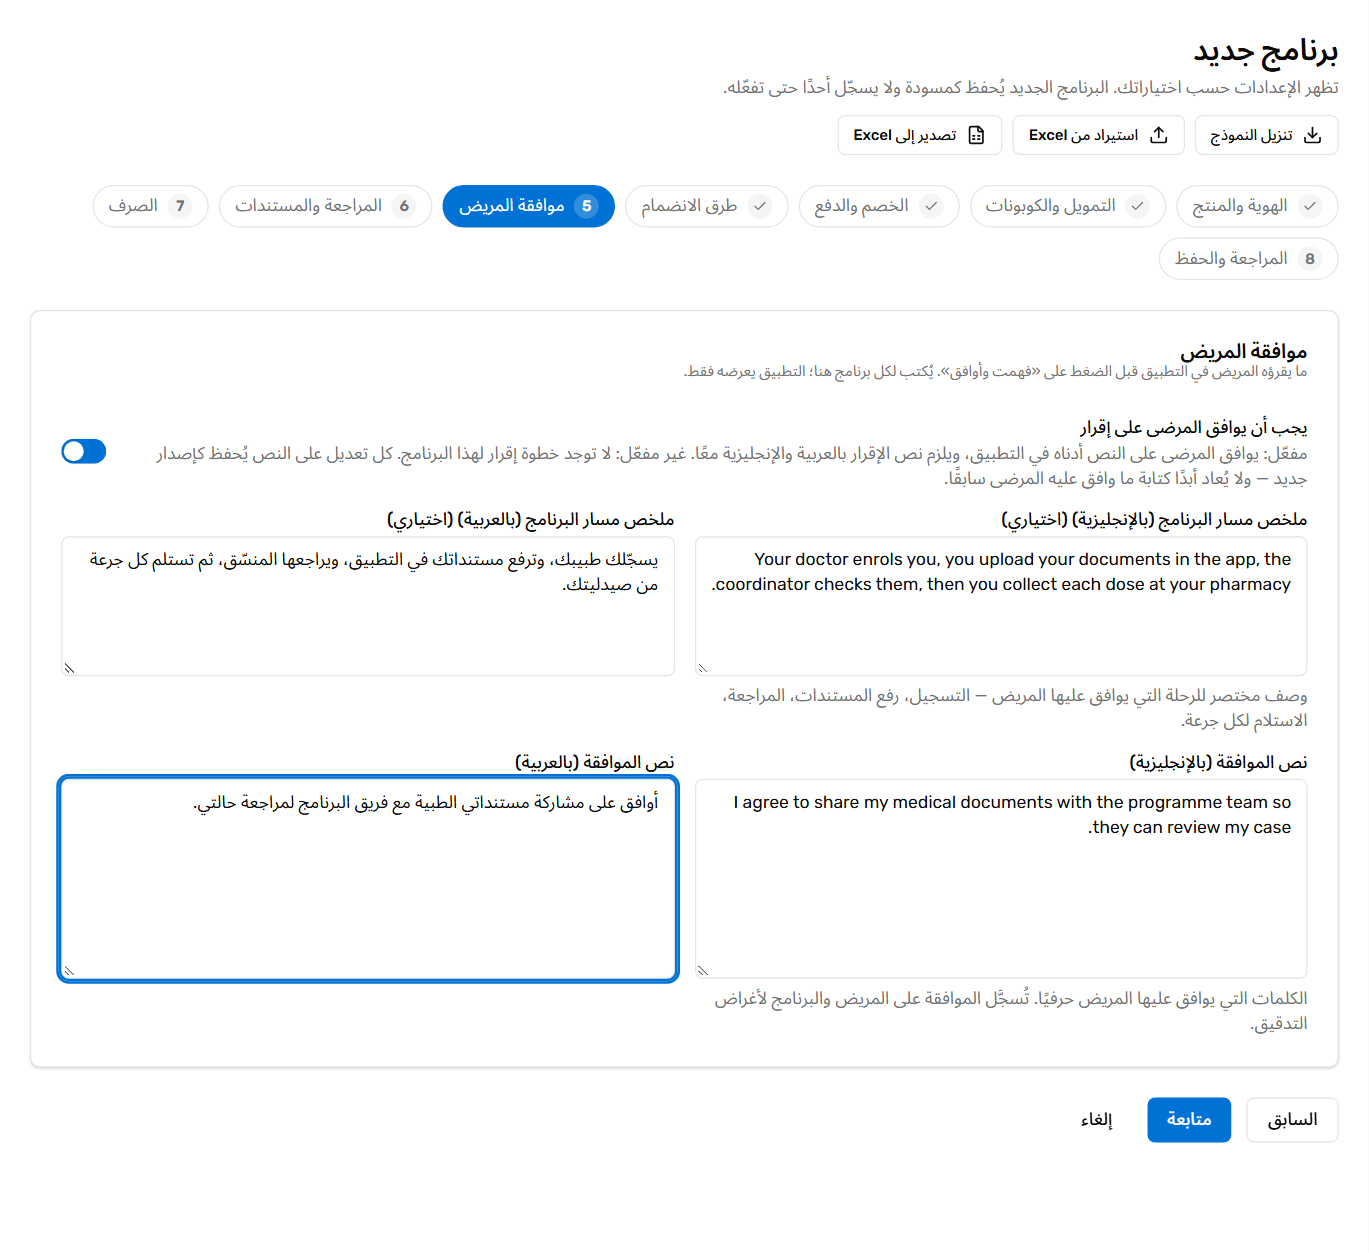 برنامج جديد
تظهر الإعدادات حسب اختياراتك. البرنامج الجديد يُحفظ كمسودة ولا يسجّل أحدًا حتى تفعّله.
تنزيل النموذج
استيراد من Excel
تصدير إلى Excel
الهوية والمنتج
التمويل والكوبونات
الخصم والدفع
طرق الانضمام
5 موافقة المريض
6 المراجعة والمستندات
7 الصرف
8 المراجعة والحفظ
موافقة المريض
ما يقرؤه المريض في التطبيق قبل الضغط على «فهمت وأوافق». يُكتب لكل برنامج هنا؛ التطبيق يعرضه فقط.
يجب أن يوافق المرضى على إقرار
مفعّل: يوافق المرضى على النص أدناه في التطبيق، ويلزم نص الإقرار بالعربية والإنجليزية معًا. غير مفعّل: لا توجد خطوة إقرار لهذا البرنامج. كل تعديل على النص يُحفظ كإصدار
جديد – ولا يُعاد أبدًا كتابة ما وافق عليه المرضى سابقًا.
ملخص مسار البرنامج (بالإنجليزية) (اختياري)
Your doctor enrols you, you upload your documents in the app, the
coordinator checks them, then you collect each dose at your pharmacy.
وصف مختصر للرحلة التي يوافق عليها المريض – التسجيل، رفع المستندات، المراجعة،
الاستلام لكل جرعة.
ملخص مسار البرنامج (بالعربية) (اختياري)
يسجّلك طبيبك، وترفع مستنداتك في التطبيق، ويراجعها المنسّق، ثم تستلم كل جرعة
من صيدليتك.
نص الموافقة (بالإنجليزية)
I agree to share my medical documents with the programme team so
they can review my case.
الكلمات التي يوافق عليها المريض حرفيًا. تُسجَّل الموافقة على المريض والبرنامج لأغراض
التدقيق.
نص الموافقة (بالعربية)
أوافق على مشاركة مستنداتي الطبية مع فريق البرنامج لمراجعة حالتي.
السابق
متابعة
إلغاء